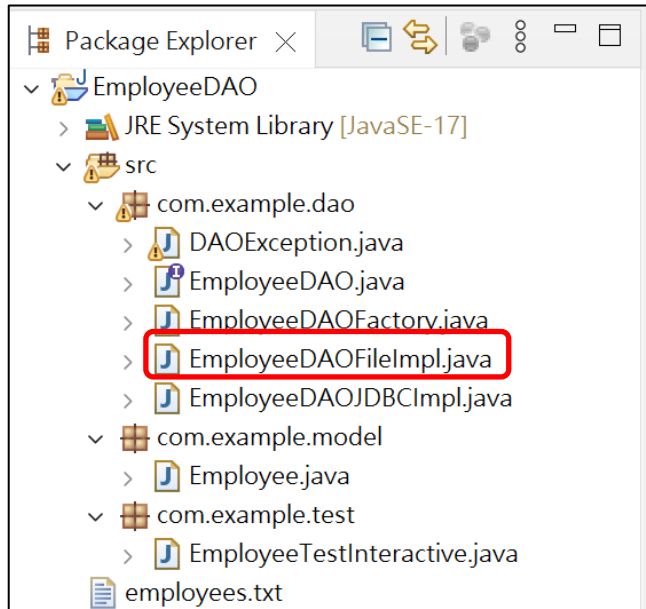 Package Explorer
EmployeeDAO
JRE System Library [JavaSE-17]
src
com.example.dao
DAOException.java
EmployeeDAO.java
EmployeeDAOFactory.java
EmployeeDAOFileImpl.java
EmployeeDAOJDBCImpl.java
com.example.model
Employee.java
com.example.test
EmployeeTestInteractive.java
employees.txt